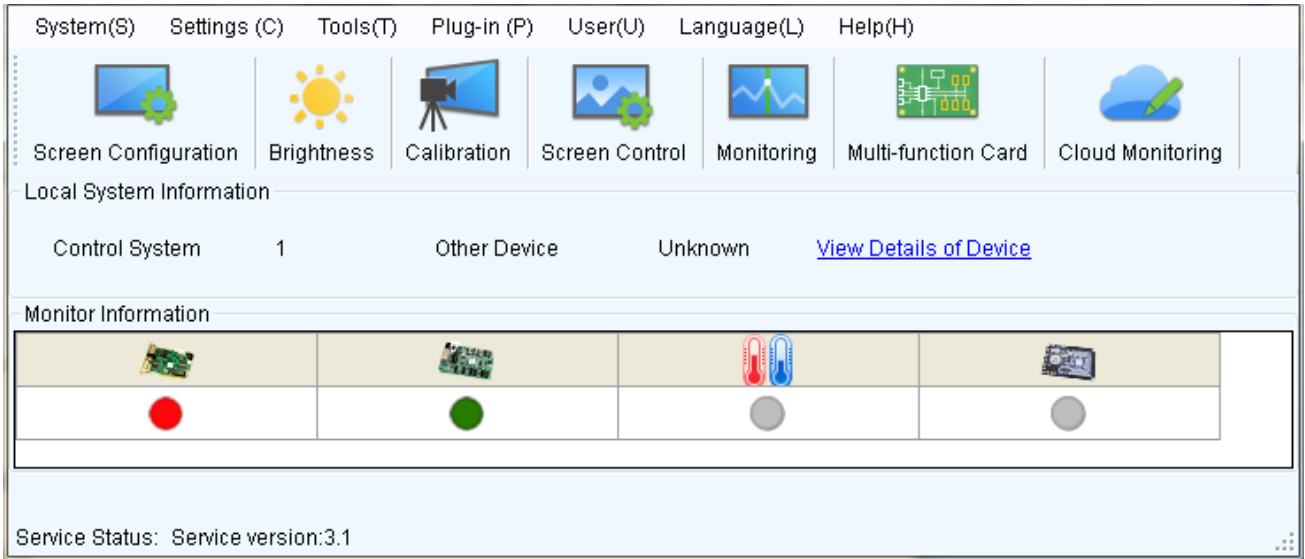 System(S) Settings (C) Tools(T) Plug-in (P) User(U) Language(L) Help(H)
Screen Configuration Brightness Calibration Screen Control Monitoring Multi-function Card Cloud Monitoring
Local System Information
Control System 1 Other Device Unknown View Details of Device
Monitor Information
Service Status: Service version:3.1